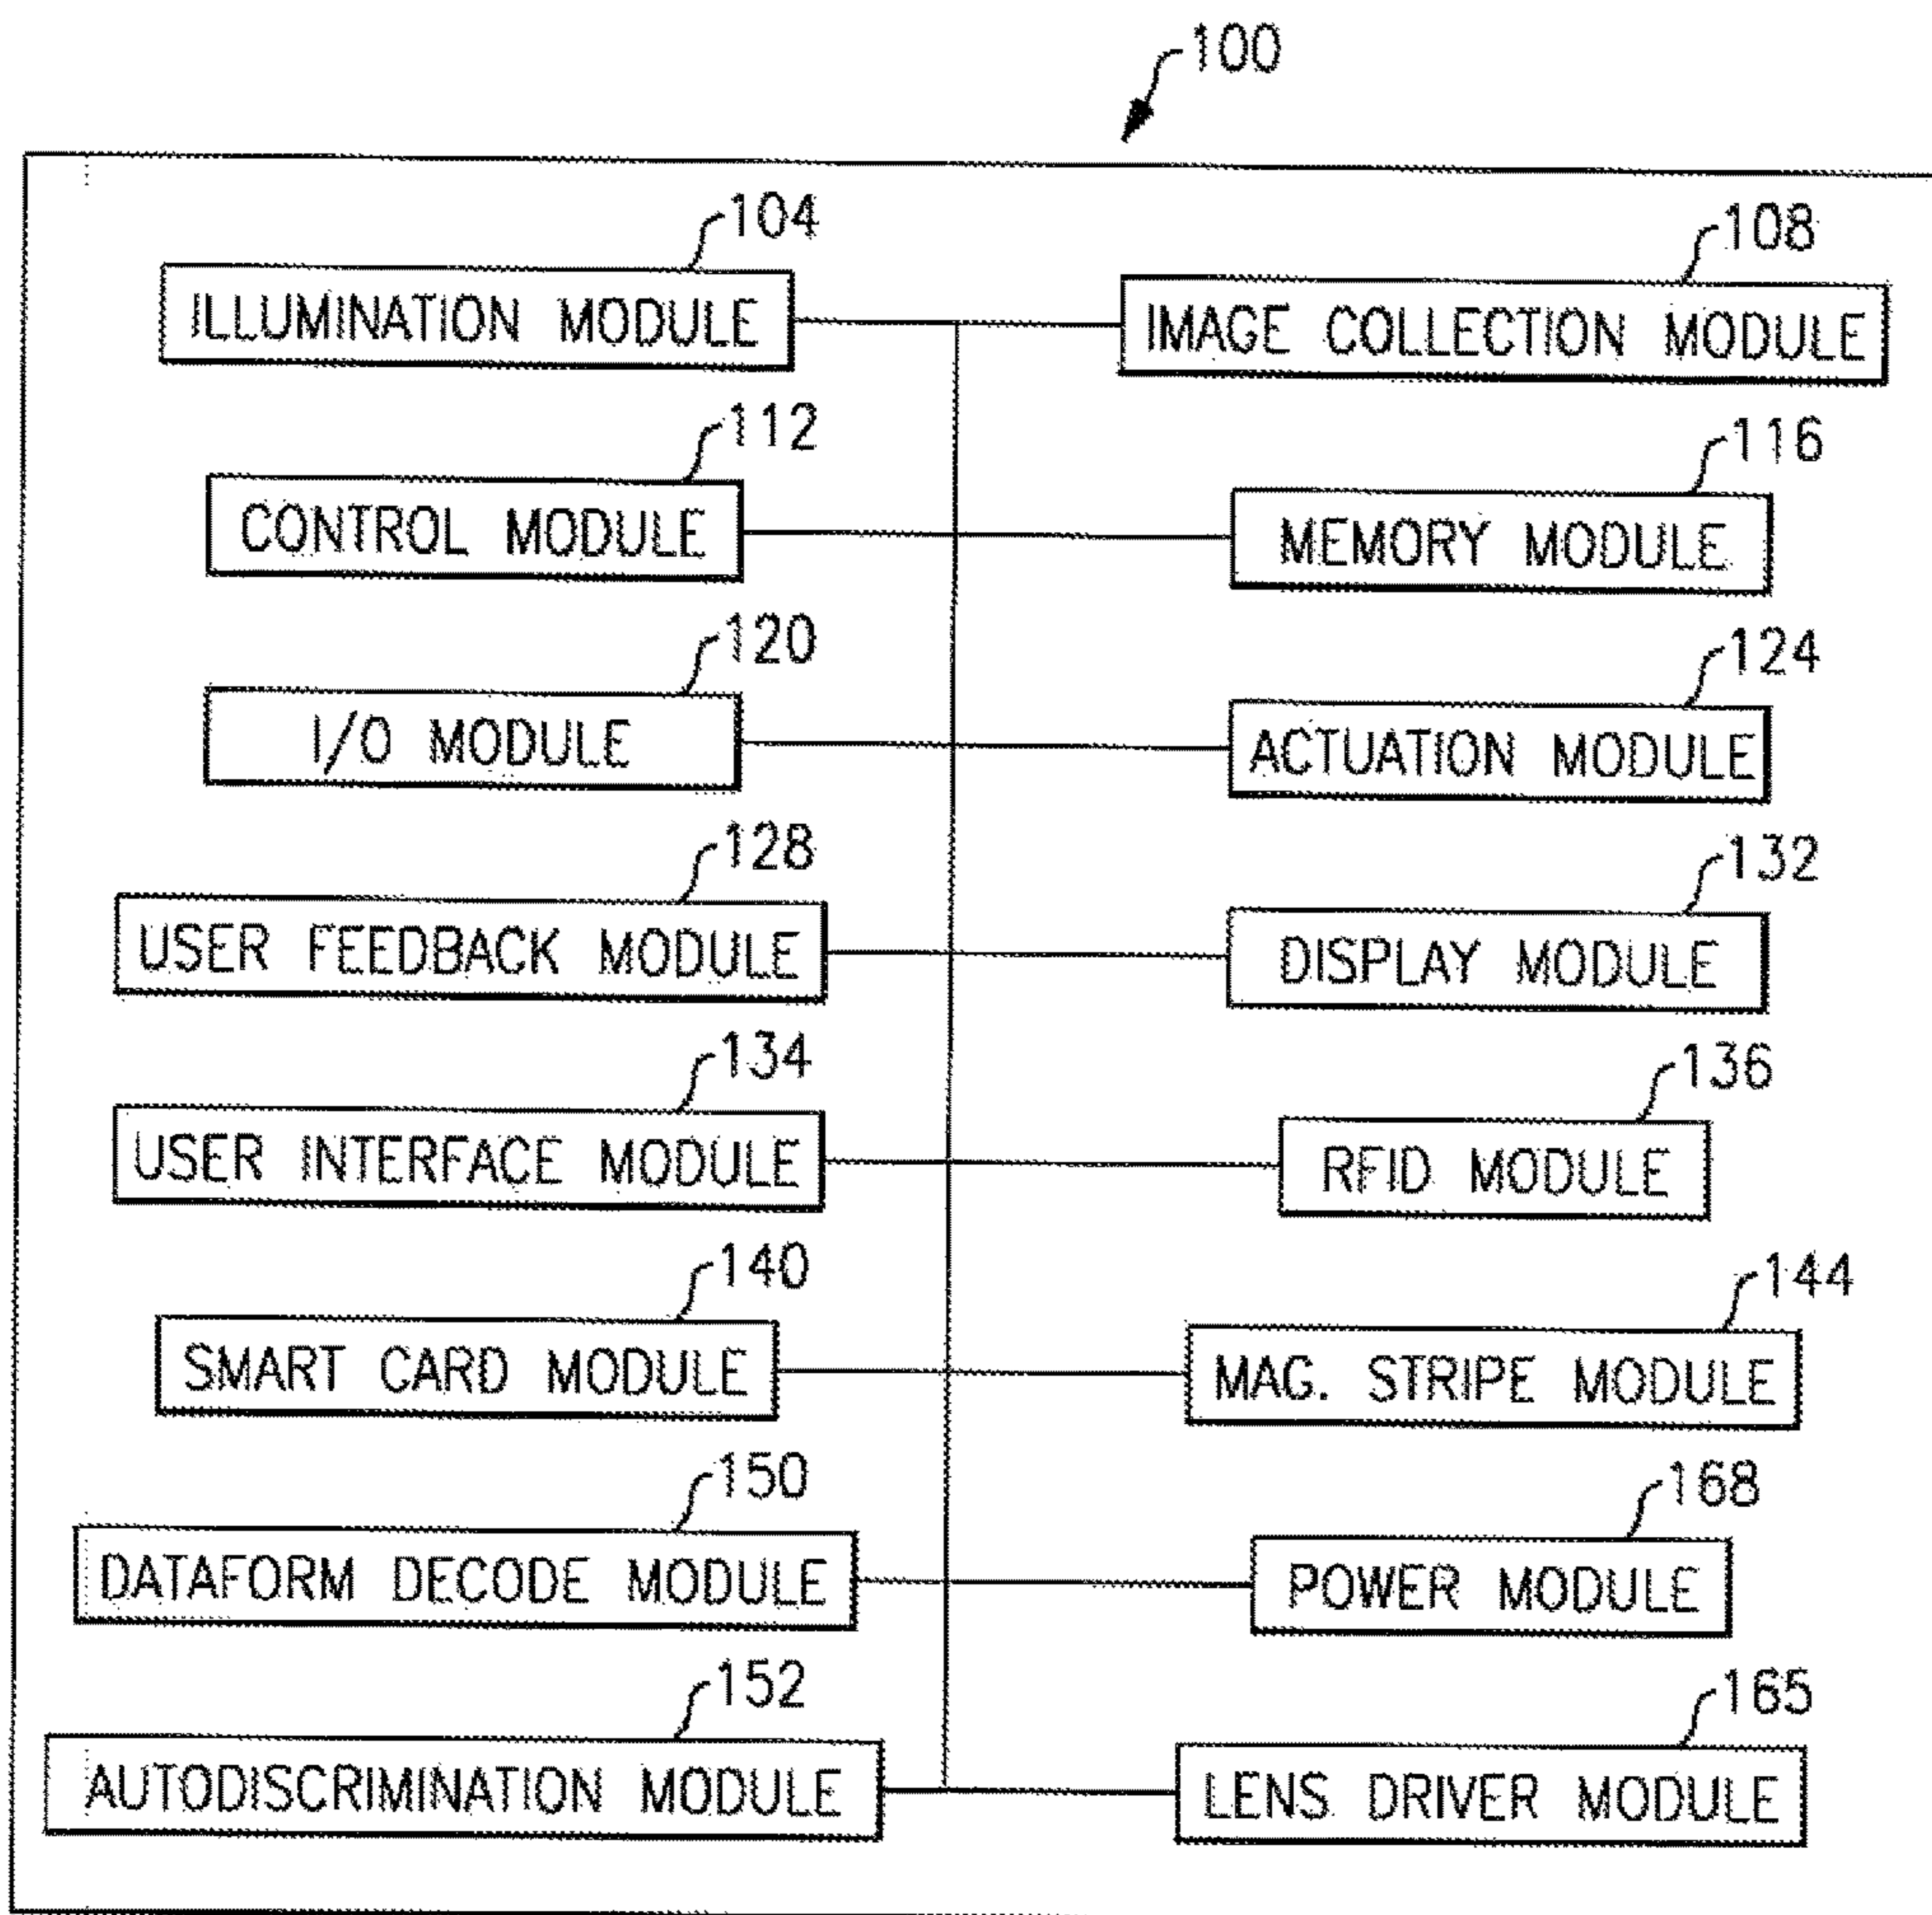 100
104
108
ILLUMINATION MODULE
IMAGE COLLECTION MODULE
112
116
CONTROL MODULE
MEMORY MODULE
120
124
I/O MODULE
ACTUATION MODULE
128
132
USER FEEDBACK MODULE
DISPLAY MODULE
134
136
USER INTERFACE MODULE
RFID MODULE
140
144
SMART CARD MODULE
MAG. STRIPE MODULE
150
168
DATAFORM DECODE MODULE
POWER MODULE
152
165
AUTODISCRIMINATION MODULE
LENS DRIVER MODULE